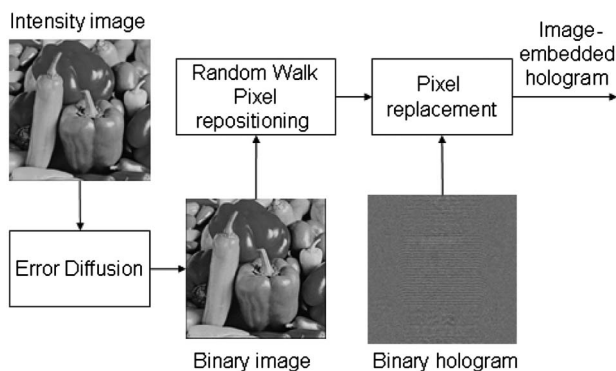 Intensity image
Image-
embedded
hologram
Random Walk
Pixel
repositioning
Pixel
replacement
Error Diffusion
Binary image
Binary hologram